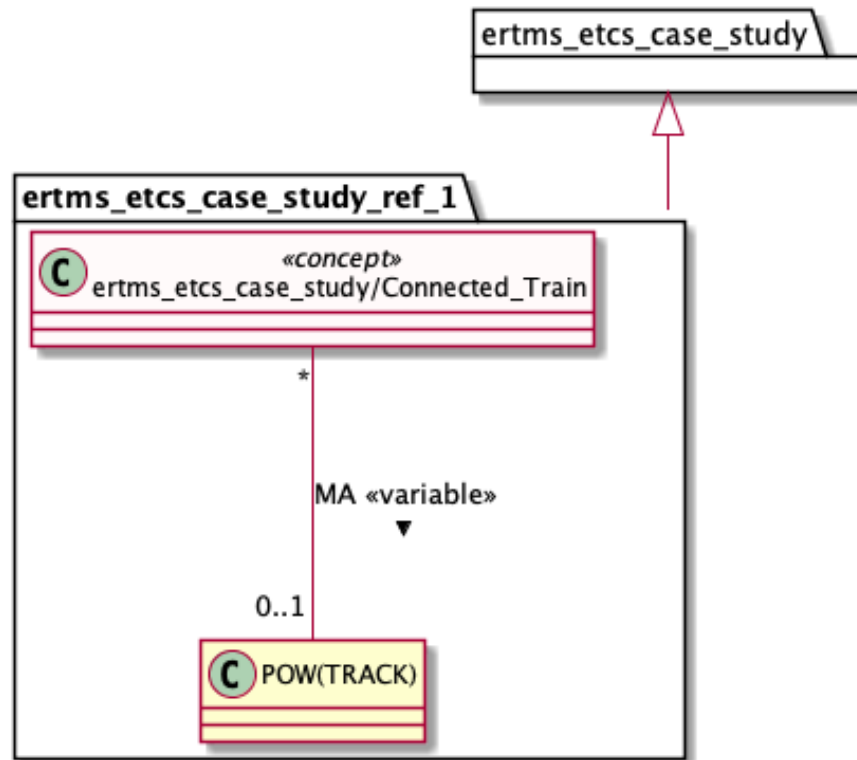 ertms_etcs_case_study
ertms_etcs_case_study_ref_1
C
«concept»
ertms_etcs_case_study/Connected_Train
*
MA «variable»
▼
0..1
C POW(TRACK)